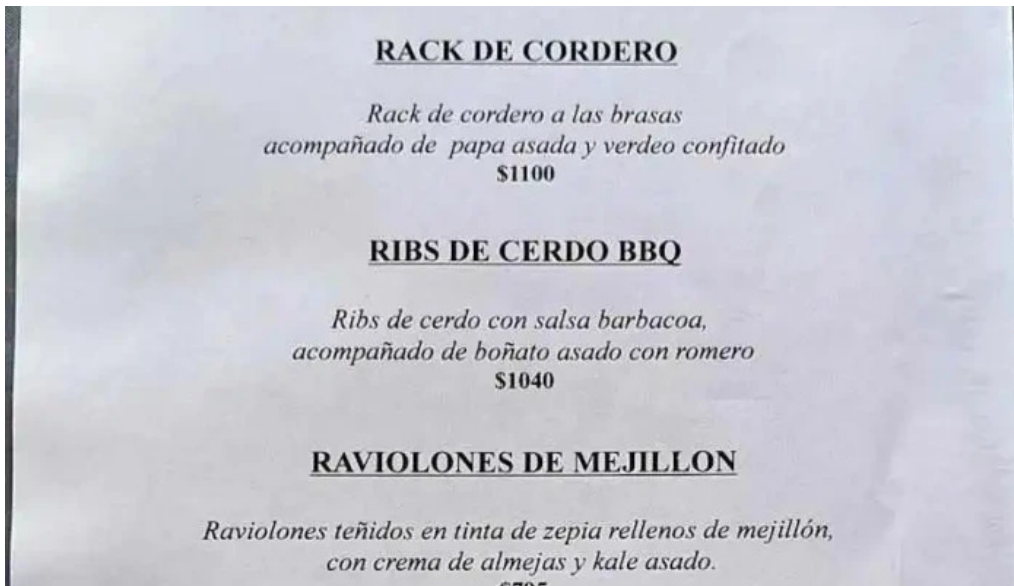 RACK DE CORDERO
Rack de cordero a las brasas
acompañado de papa asada y verdeo confitado
$1100
RIBS DE CERDO BBQ
Ribs de cerdo con salsa barbacoa,
acompañado de boñato asado con romero
$1040
RAVIOLONES DE MEJILLON
Raviolones teñidos en tinta de zepia rellenos de mejillón,
con crema de almejas y kale asado.